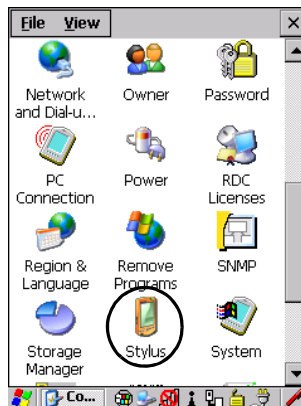 File View
Network
and Dial-u...
Owner
Password
PC
Connection
Power
RDC
Licenses
Region &
Language
Remove
Programs
SNMP
Storage
Manager
Stylus
System
Co...